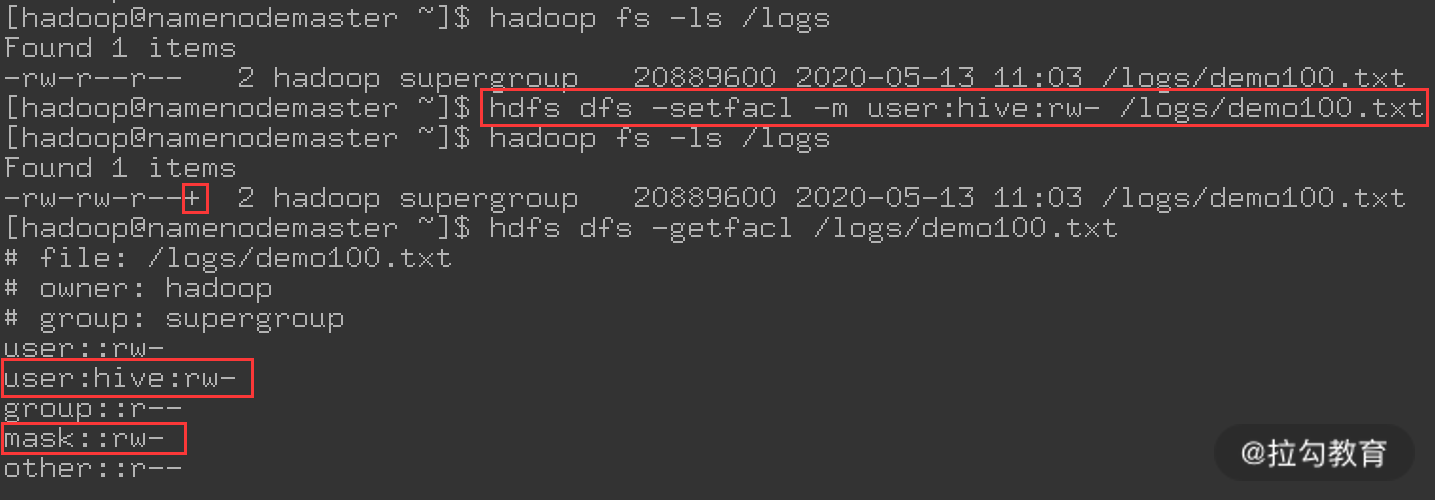 [hadoop@namenodemaster ~]$ hadoop fs -ls /logs
Found 1 items
-rw-r--r--   2 hadoop supergroup   20889600 2020-05-13 11:03 /logs/demo100.txt
[hadoop@namenodemaster ~]$ hdfs dfs -setfacl -m user:hive:rw- /logs/demo100.txt
[hadoop@namenodemaster ~]$ hadoop fs -ls /logs
Found 1 items
-rw-rw-r--+  2 hadoop supergroup   20889600 2020-05-13 11:03 /logs/demo100.txt
[hadoop@namenodemaster ~]$ hdfs dfs -getfacl /logs/demo100.txt
# file: /logs/demo100.txt
# owner: hadoop
# group: supergroup
user::rw-
user:hive:rw-
group::r--
mask::rw-
other::r--
@拉勾教育